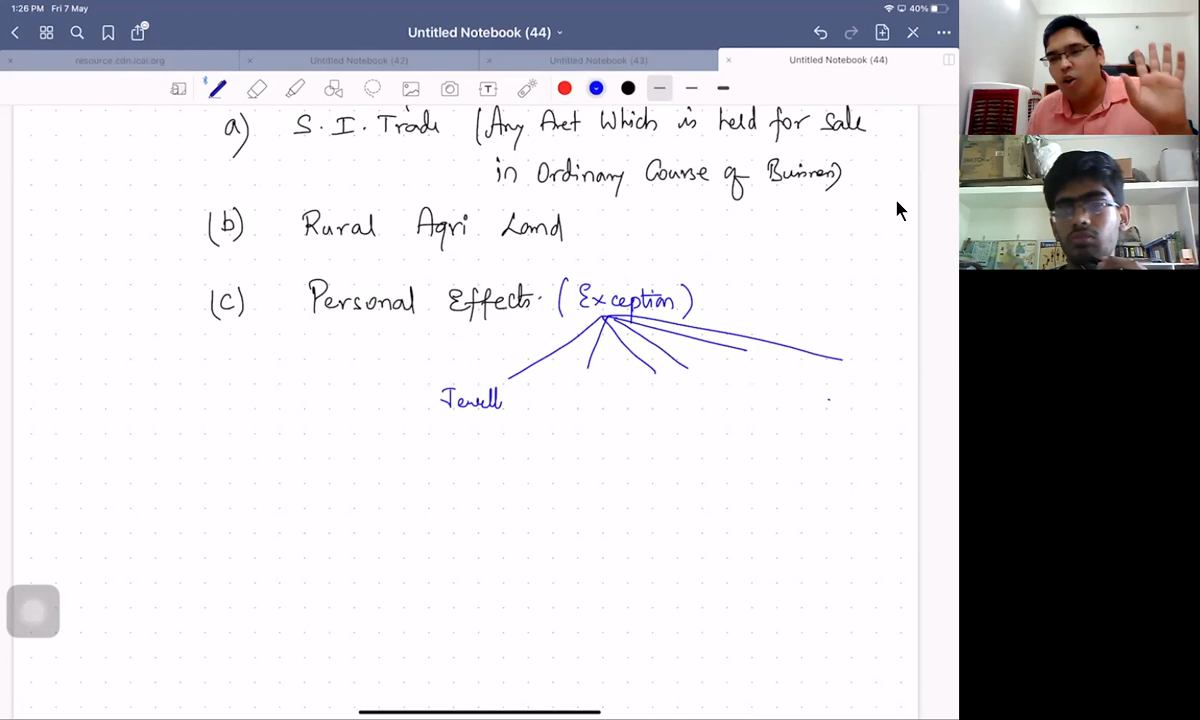 1:26 PM Fri 7 May
40%
Untitled Notebook (44)
resource.cdn.icai.org
Untitled Notebook (42)
Untitled Notebook (43)
Untitled Notebook (44)
a) S. I. Trade (Any Aet Which is held for Sale
in Ordinary Course of Business)
(b) Rural Agri Land
(c) Personal Effects. (Exception)
Jewell